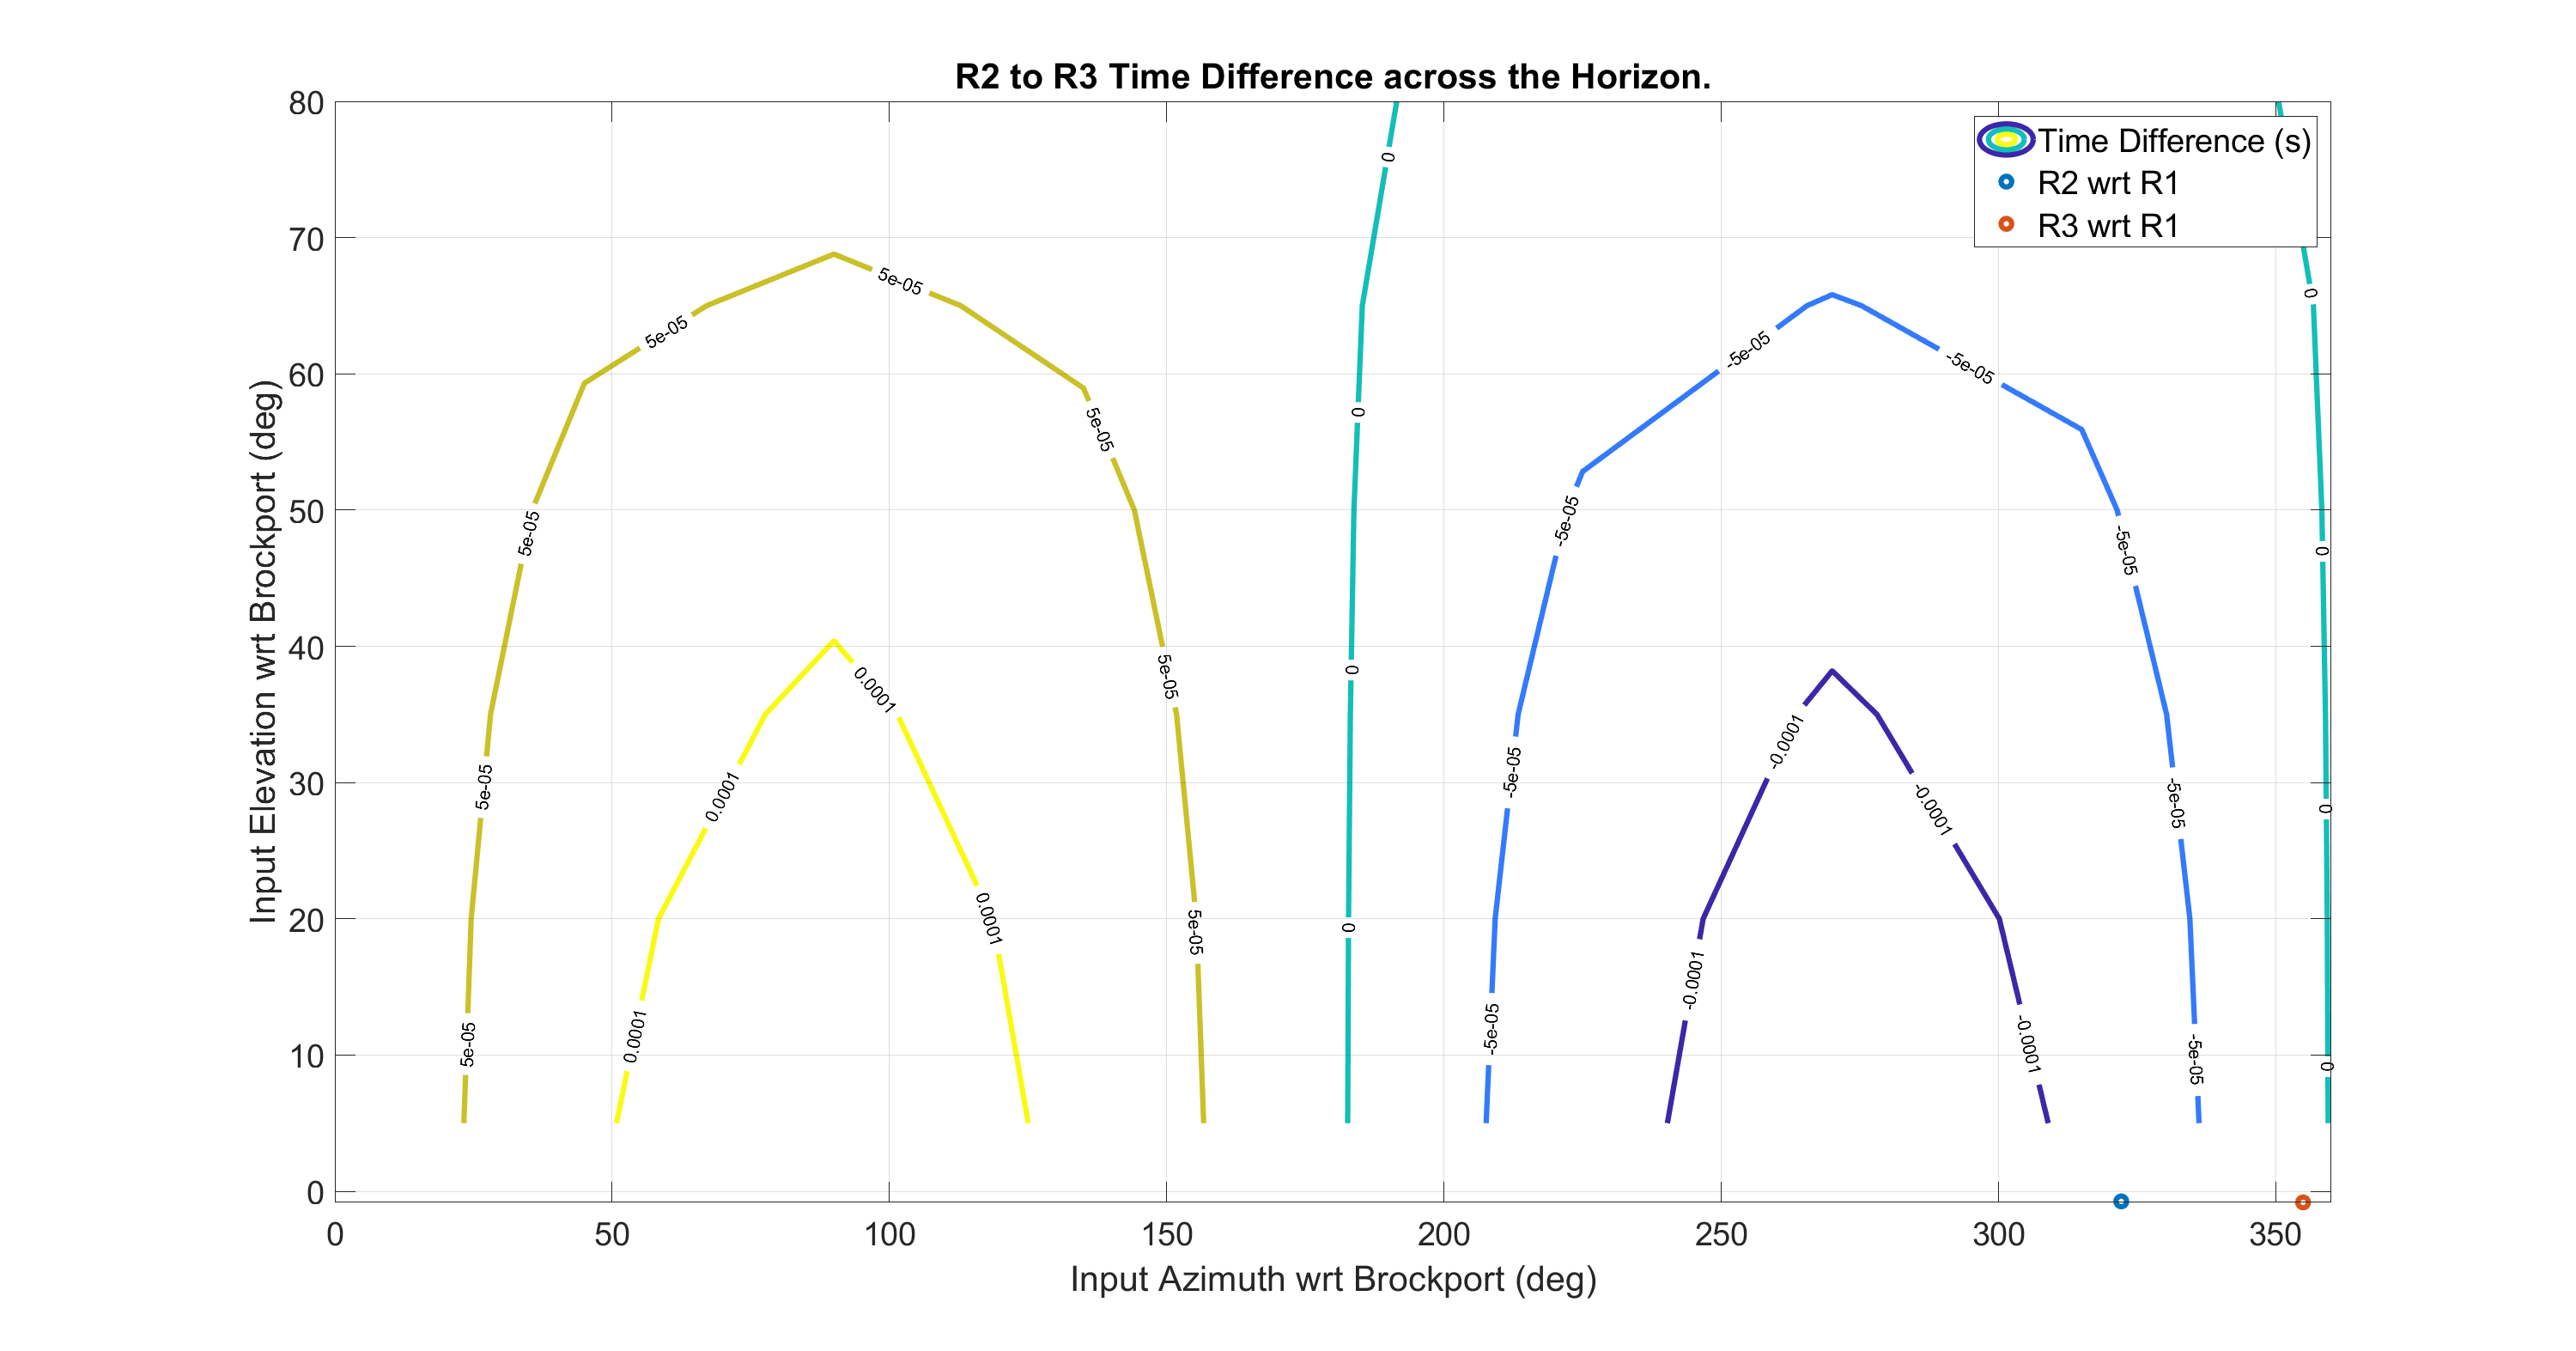 R2 to R3 Time Difference across the Horizon.
Time Difference (s)
R2 wrt R1
R3 wrt R1
80
70
60
50
40
30
20
10
0
Input Elevation wrt Brockport (deg)
5e-05
5e-05
5e-05
5e-05
5e-05
5e-05
5e-05
5e-05
0.0001
0.0001
0.0001
0.0001
0
0
0
0
-5e-05
-5e-05
-5e-05
-5e-05
-5e-05
-5e-05
-5e-05
-5e-05
-0.0001
-0.0001
-0.0001
-0.0001
0
0
0
0
0 50 100 150 200 250 300 350
Input Azimuth wrt Brockport (deg)